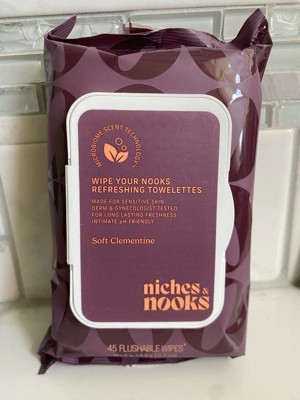 MICROBIOME SCENT TECHNOLOGY
WIPE YOUR NOOKS
REFRESHING TOWELETTES
MADE FOR SENSITIVE SKIN
DERM & GYNECOLOGIST TESTED
FOR LONG LASTING FRESHNESS
INTIMATE pH FRIENDLY
Soft Clementine
niches &
nooks
45 FLUSHABLE WIPES*